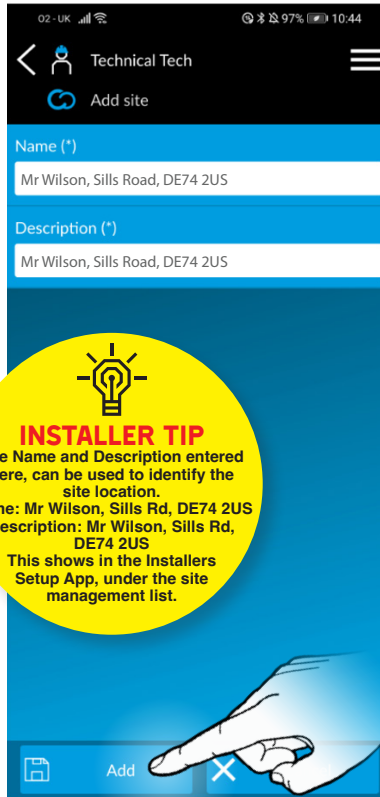 O2-UK 97% 10:44
Technical Tech
Add site
Name (*)
Mr Wilson, Sills Road, DE74 2US
Description (*)
Mr Wilson, Sills Road, DE74 2US
INSTALLER TIP
e Name and Description entered
ere, can be used to identify the
site location.
ne: Mr Wilson, Sills Rd, DE74 2US
escription: Mr Wilson, Sills Rd,
DE74 2US
This shows in the Installers
Setup App, under the site
management list.
Add